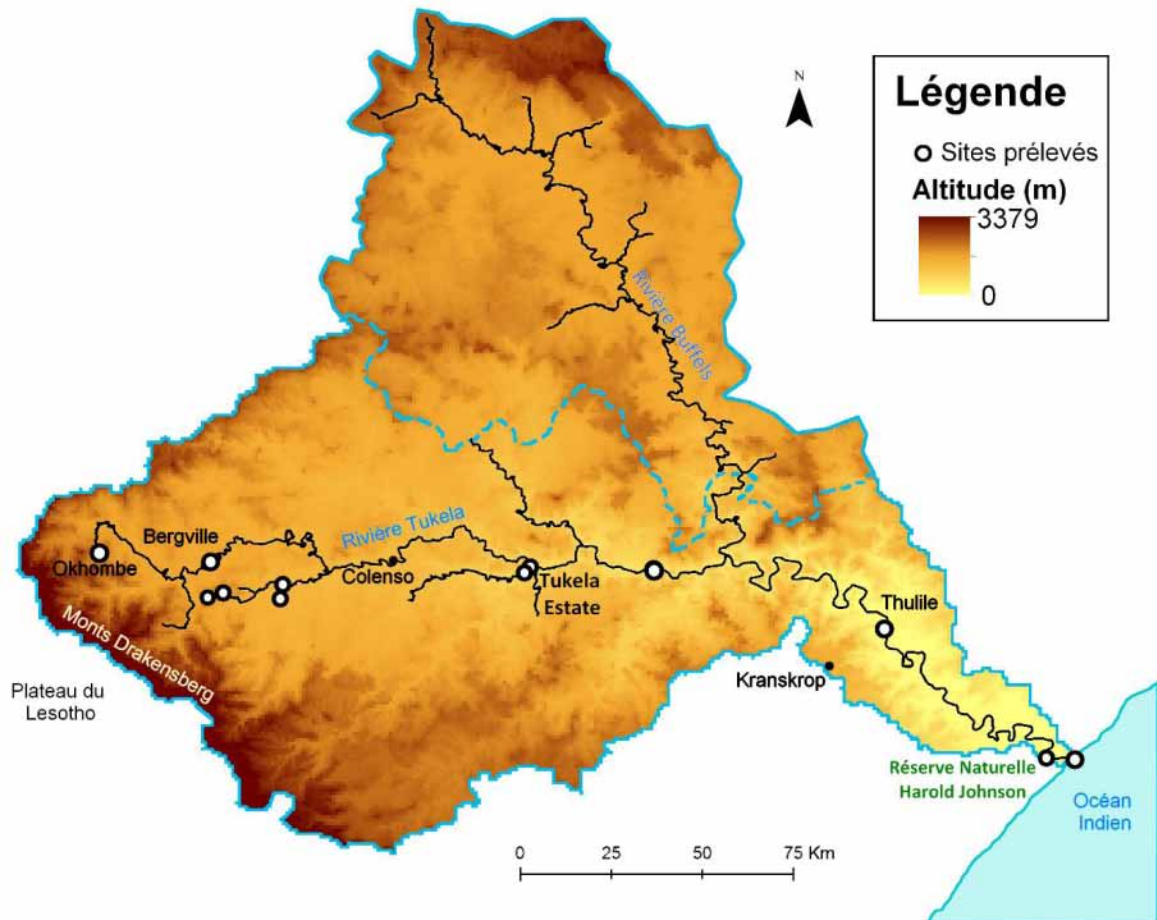 N
Légende
Sites prélevés
Altitude (m)
3379
0
Rivière Buffels
Rivière Tukela
Bergville
Okhombe
Colenso
Tukela
Estate
Monts Drakensberg
Plateau du
Lesotho
Thulile
Kranskrop
Réserve Naturelle
Harold Johnson
Océan
Indien
0 25 50 75 Km